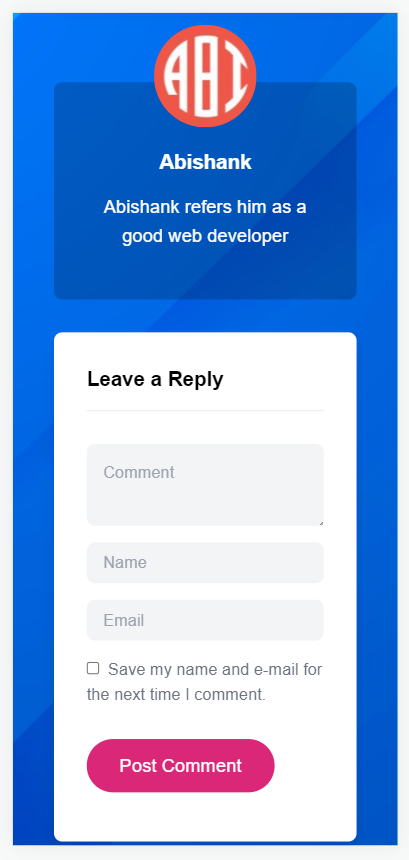 ABI
Abishank
Abishank refers him as a
good web developer
Leave a Reply
Comment
Name
Email
Save my name and e-mail for
the next time I comment.
Post Comment